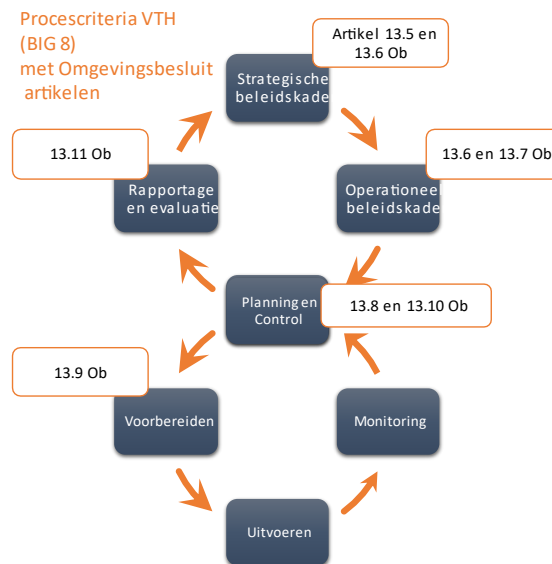 Procescriteria VTH
(BIG 8)
met Omgevingsbesluit
artikelen
Artikel 13.5 en
13.6 Ob
Strategische
beleidskade
13.11 Ob
Rapportage
en evaluatie
13.6 en 13.7 Ob
Operationeel
beleidskade
Planning en
Control
13.8 en 13.10 Ob
13.9 Ob
Voorbereiden
Monitoring
Uitvoeren